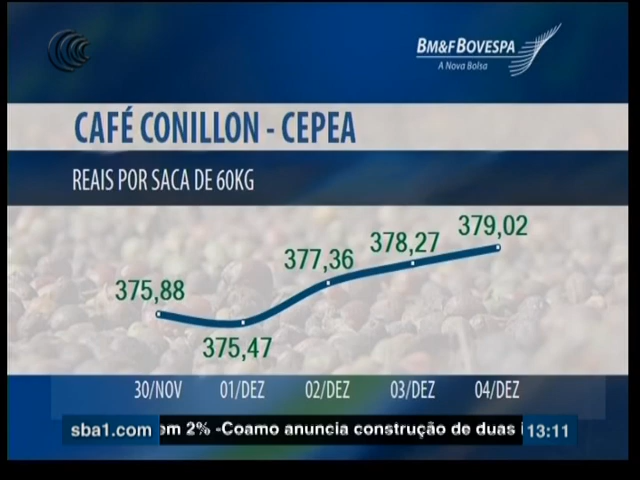 BM&FBOVESPA
A Nova Bolsa
CAFÉ CONILLON - CEPEA
REAIS POR SACA DE 60KG
375,88
375,47
377,36
378,27
379,02
30/NOV 01/DEZ 02/DEZ 03/DEZ 04/DEZ
sba1.com em 2% -Coamo anuncia construção de duas 13:11